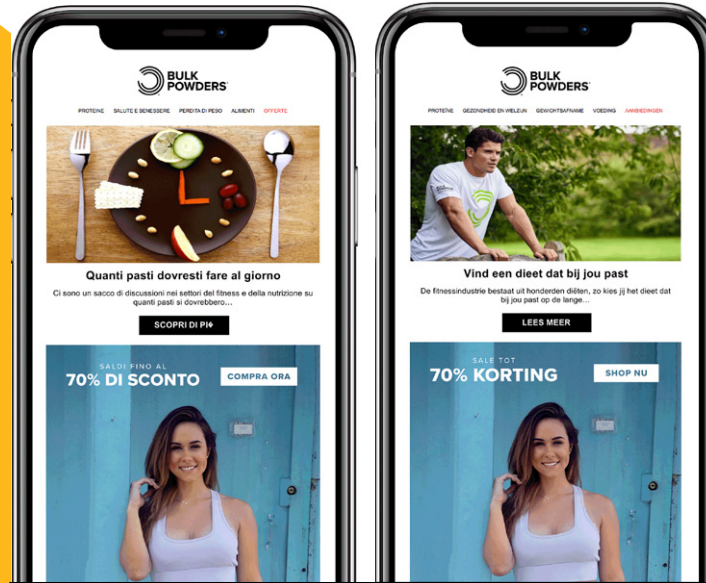 BULK
POWDERS
PROTEINE SALUTE E BENESSERE PERDITA DI PESO ALIMENTI OFFERTE
Quanti pasti dovresti fare al giorno
Ci sono un sacco di discussioni nei settori del fitness e della nutrizione su
quanti pasti si dovrebbero...
SCOPRI DI PI�
SALDI FINO AL
70% DI SCONTO
COMPRA ORA
BULK
POWDERS
PROTEÏNE GEZONDHEID EN WELZIJN GEWICHTSAFNAME VOEDING AANBIEDINGEN
Vind een dieet dat bij jou past
De fitnessindustrie bestaat uit honderden diëten, zo kies jij het dieet dat
bij jou past op de lange...
LEES MEER
SALE TOT
70% KORTING
SHOP NU